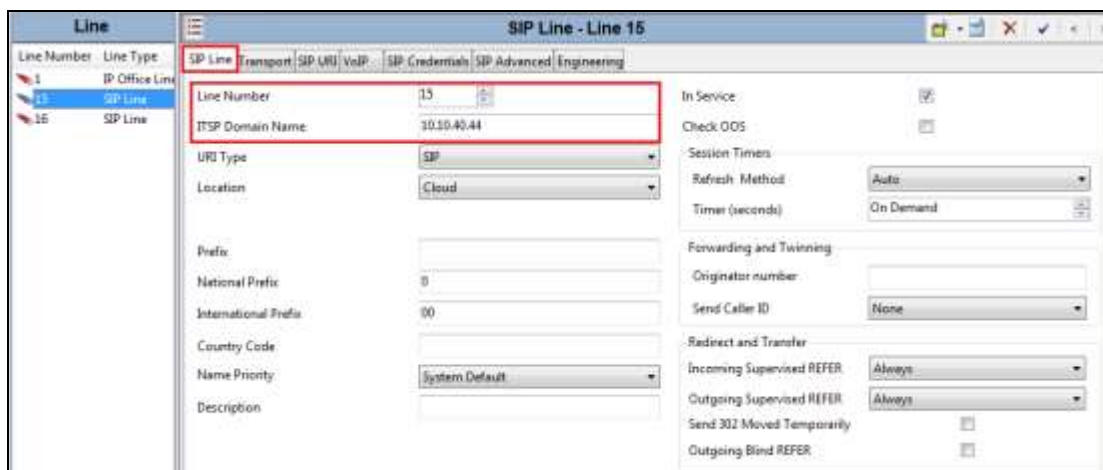 Line
SIP Line - Line 15
Line Number Line Type
1 IP Office Line
15 SIP Line
16 SIP Line
SIP Line Transport SIP URI VoIP SIP Credentials SIP Advanced Engineering
Line Number 15
ITSP Domain Name 10.10.40.44
URI Type SIP
Location Cloud
Prefix
National Prefix 0
International Prefix 00
Country Code
Name Priority System Default
Description
In Service
Check OOS
Session Timers
Refresh Method Auto
Timer (seconds) On Demand
Forwarding and Twinning
Originator number
Send Caller ID None
Redirect and Transfer
Incoming Supervised REFER Always
Outgoing Supervised REFER Always
Send 302 Moved Temporarily
Outgoing Blind REFER